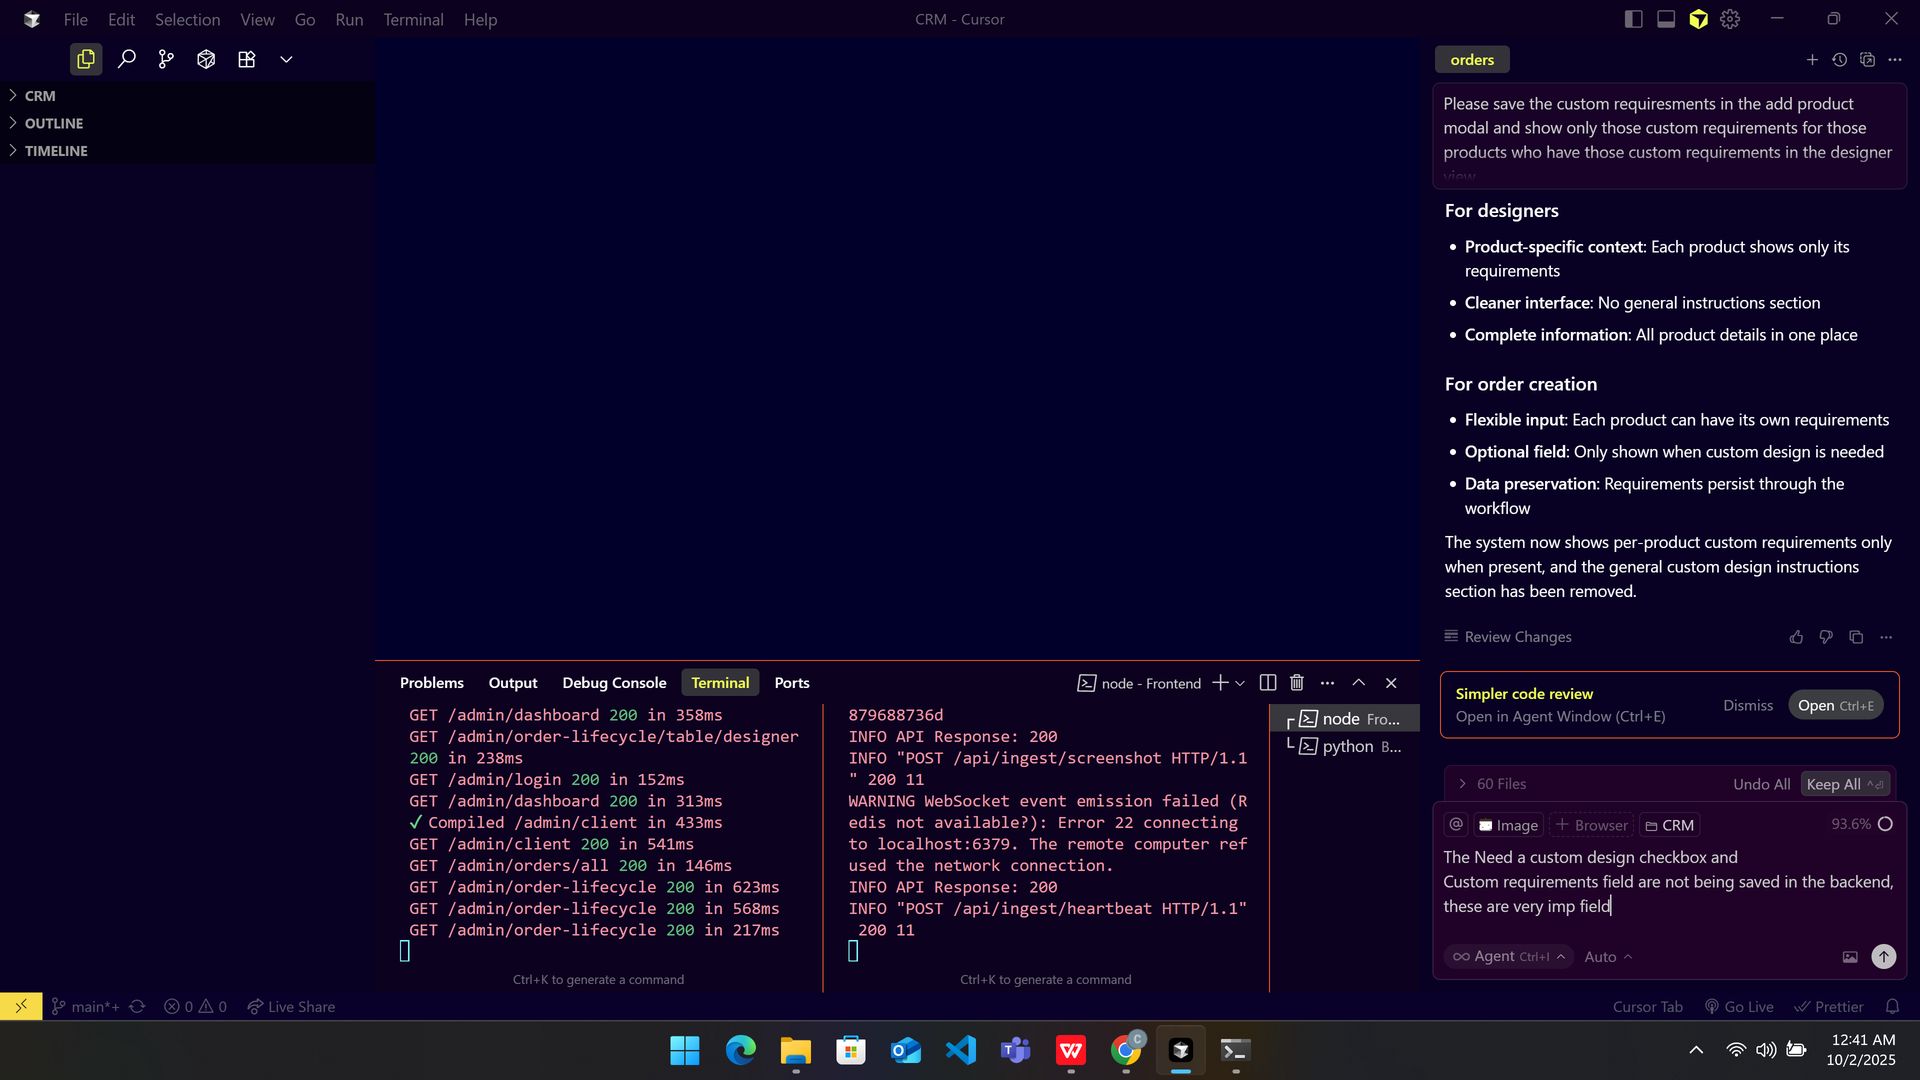 File Edit Selection View Go Run Terminal Help
CRM - Cursor
CRM
OUTLINE
TIMELINE
Problems Output Debug Console Terminal Ports
node - Frontend
GET /admin/dashboard 200 in 358ms
GET /admin/order-lifecycle/table/designer
200 in 238ms
GET /admin/login 200 in 152ms
GET /admin/dashboard 200 in 313ms
✓ Compiled /admin/client in 433ms
GET /admin/client 200 in 541ms
GET /admin/orders/all 200 in 146ms
GET /admin/order-lifecycle 200 in 623ms
GET /admin/order-lifecycle 200 in 568ms
GET /admin/order-lifecycle 200 in 217ms
Ctrl+K to generate a command
879688736d
INFO API Response: 200
INFO "POST /api/ingest/screenshot HTTP/1.1
" 200 11
WARNING WebSocket event emission failed (R
edis not available?): Error 22 connecting
to localhost:6379. The remote computer ref
used the network connection.
INFO API Response: 200
INFO "POST /api/ingest/heartbeat HTTP/1.1"
200 11
Ctrl+K to generate a command
node Fro...
python B...
orders
Please save the custom requiresments in the add product
modal and show only those custom requirements for those
products who have those custom requirements in the designer
view
For designers
• Product-specific context: Each product shows only its
requirements
• Cleaner interface: No general instructions section
• Complete information: All product details in one place
For order creation
• Flexible input: Each product can have its own requirements
• Optional field: Only shown when custom design is needed
• Data preservation: Requirements persist through the
workflow
The system now shows per-product custom requirements only
when present, and the general custom design instructions
section has been removed.
Review Changes
Simpler code review
Open in Agent Window (Ctrl+E)
Dismiss
Open Ctrl+E
60 Files
Undo All
Keep All ^⏎
@ Image + Browser CRM
93.6%
The Need a custom design checkbox and
Custom requirements field are not being saved in the backend,
these are very imp field
Agent Ctrl+I
Auto
main*+ 0 0 Live Share
Cursor Tab Go Live Prettier
12:41 AM
10/2/2025